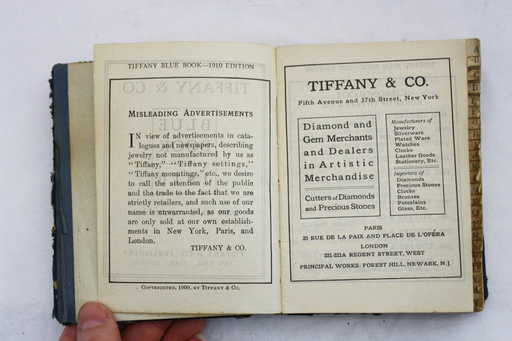 TIFFANY BLUE BOOK—1910 EDITION
MISLEADING ADVERTISEMENTS
IN view of advertisements in cata-
logues and newspapers, describing
jewelry not manufactured by us as
"Tiffany," "Tiffany settings,"
"Tiffany mountings," etc., we desire
to call the attention of the public
and the trade to the fact that we are
strictly retailers, and such use of our
name is unwarranted, as our goods
are only sold at our own establish-
ments in New York, Paris, and
London.
TIFFANY & CO.
COPYRIGHTED, 1909, BY TIFFANY & CO.
TIFFANY & CO.
Fifth Avenue and 37th Street, New York
Diamond and
Gem Merchants
and Dealers
in Artistic
Merchandise
Cutters of Diamonds
and Precious Stones
Manufacturers of
Jewelry
Silverware
Plated Ware
Watches
Clocks
Leather Goods
Stationery, Etc.
Importers of
Diamonds
Precious Stones
Clocks
Bronzes
Porcelains
Glass, Etc.
PARIS
25 RUE DE LA PAIX AND PLACE DE L'OPÉRA
LONDON
221-221A REGENT STREET, WEST
PRINCIPAL WORKS: FOREST HILL, NEWARK, N.J.